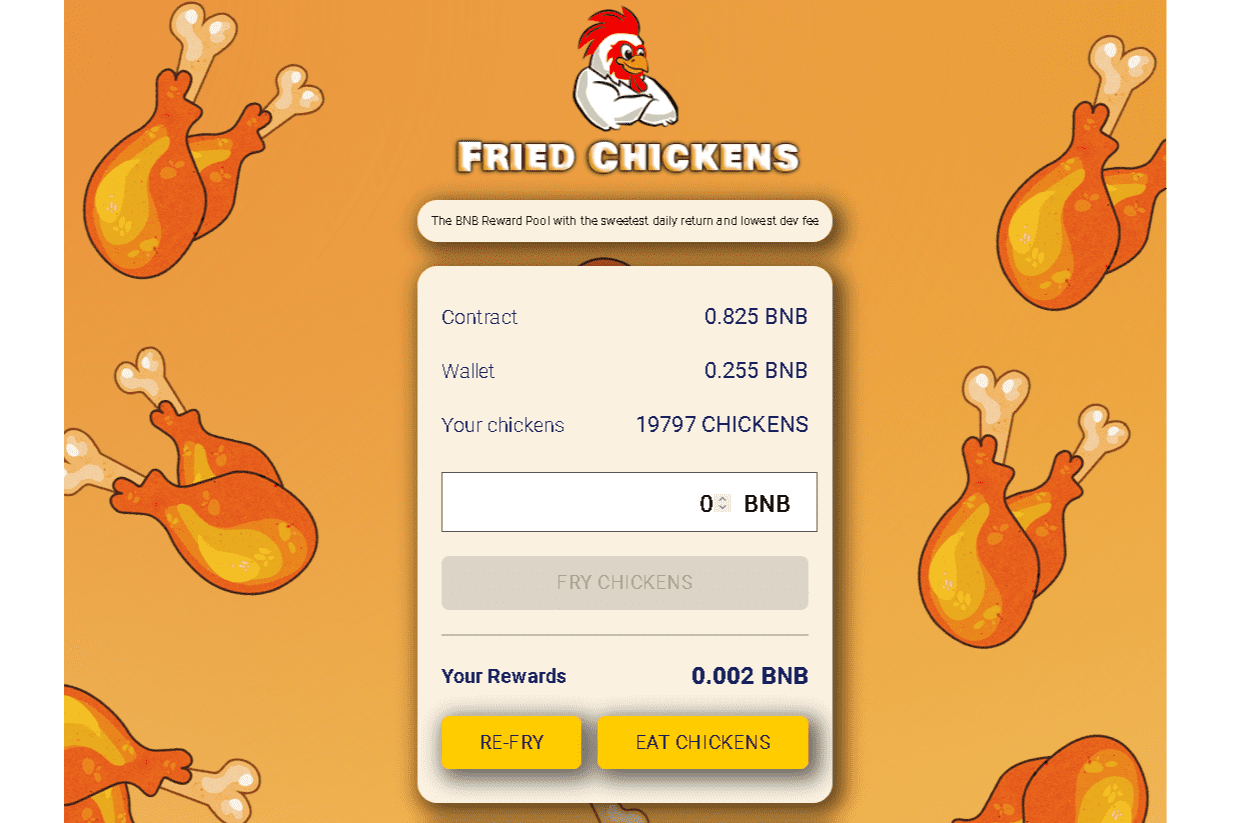 FRIED CHICKENS
The BNB Reward Pool with the sweetest daily return and lowest dev fee
Contract 0.825 BNB
Wallet 0.255 BNB
Your chickens 19797 CHICKENS
0 BNB
FRY CHICKENS
Your Rewards 0.002 BNB
RE-FRY EAT CHICKENS